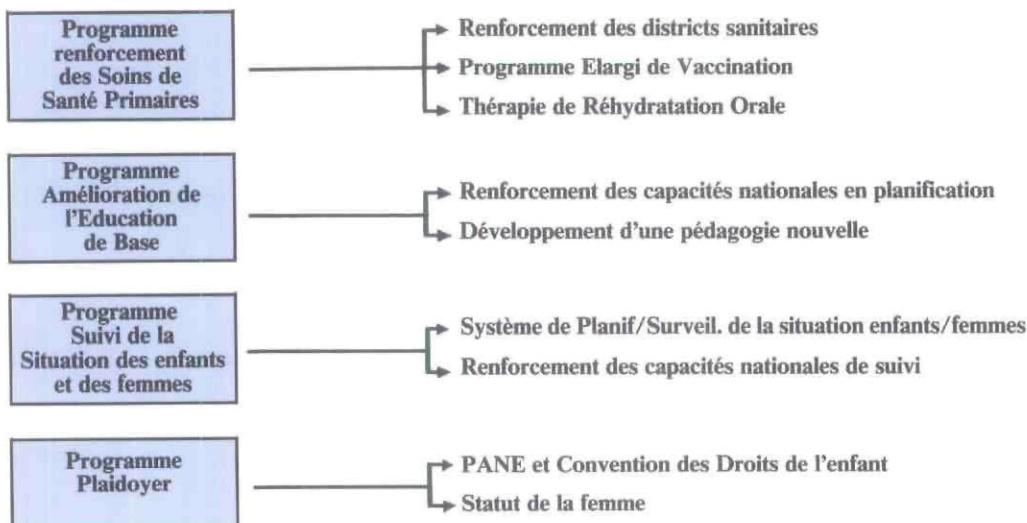 Programme
renforcement
des Soins de
Santé Primaires
Renforcement des districts sanitaires
Programme Elargi de Vaccination
Thérapie de Réhydratation Orale
Programme
Amélioration de
l'Education
de Base
Renforcement des capacités nationales en planification
Développement d'une pédagogie nouvelle
Programme
Suivi de la
Situation des enfants
et des femmes
Système de Planif/Surveil. de la situation enfants/femmes
Renforcement des capacités nationales de suivi
Programme
Plaidoyer
PANE et Convention des Droits de l'enfant
Statut de la femme